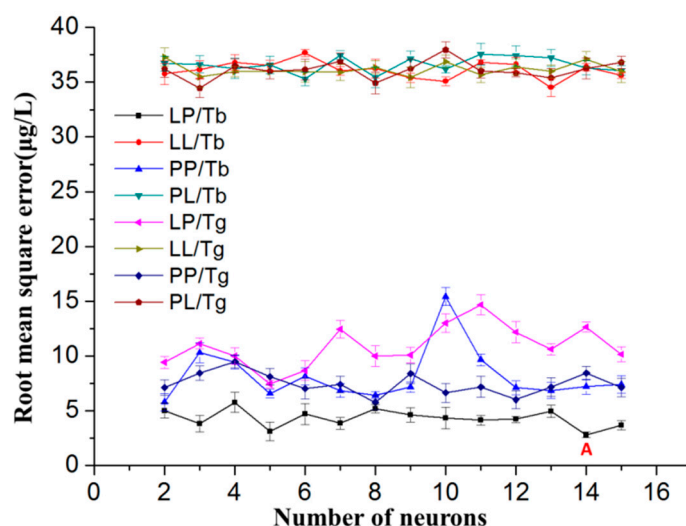 Root mean square error(µg/L)
40
35
30
25
20
15
10
5
0
LP/Tb
LL/Tb
PP/Tb
PL/Tb
LP/Tg
LL/Tg
PP/Tg
PL/Tg
A
0 2 4 6 8 10 12 14 16
Number of neurons